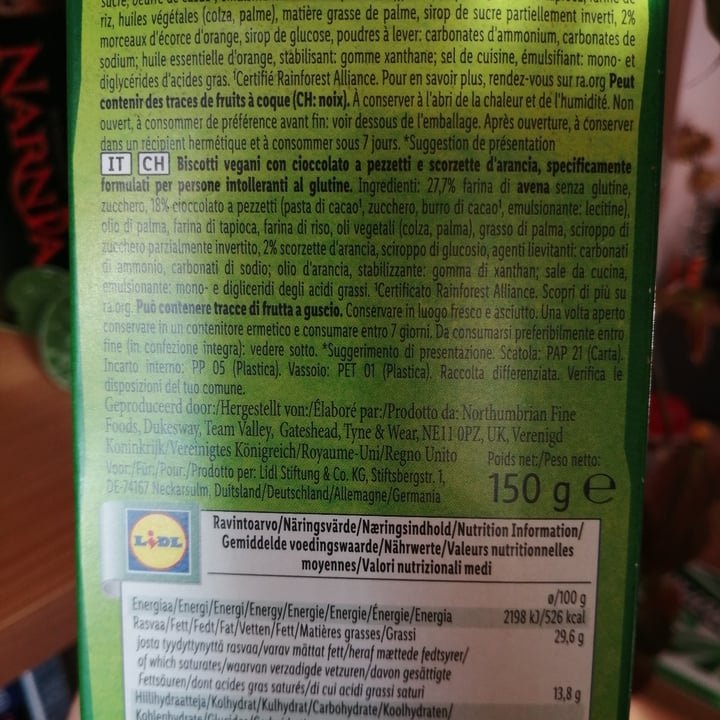 riz, huiles végétales (colza, palme), matière grasse de palme, sirop de sucre partiellement inverti, 2%
morceaux d'écorce d'orange, sirop de glucose, poudres à lever: carbonates d'ammonium, carbonates de
sodium; huile essentielle d'orange, stabilisant: gomme xanthane; sel de cuisine, émulsifiant: mono- et
diglycérides d'acides gras. ¹Certifié Rainforest Alliance. Pour en savoir plus, rendez-vous sur ra.org Peut
contenir des traces de fruits à coque (CH: noix). À conserver à l'abri de la chaleur et de l'humidité. Non
ouvert, à consommer de préférence avant fin: voir dessous de l'emballage. Après ouverture, à conserver
dans un récipient hermétique et à consommer sous 7 jours. *Suggestion de présentation
IT CH Biscotti vegani con cioccolato a pezzetti e scorzette d'arancia, specificamente
formulati per persone intolleranti al glutine. Ingredienti: 27,7% farina di avena senza glutine,
zucchero, 18% cioccolato a pezzetti (pasta di cacao¹, zucchero, burro di cacao¹, emulsionante: lecitine),
olio di palma, farina di tapioca, farina di riso, oli vegetali (colza, palma), grasso di palma, sciroppo di
zucchero parzialmente invertito, 2% scorzette d'arancia, sciroppo di glucosio, agenti lievitanti: carbonati
di ammonio, carbonati di sodio; olio d'arancia, stabilizzante: gomma di xanthan; sale da cucina,
emulsionante: mono- e digliceridi degli acidi grassi. ¹Certificato Rainforest Alliance. Scopri di più su
ra.org. Può contenere tracce di frutta a guscio. Conservare in luogo fresco e asciutto. Una volta aperto
conservare in un contenitore ermetico e consumare entro 7 giorni. Da consumarsi preferibilmente entro
fine (in confezione integra): vedere sotto. *Suggerimento di presentazione. Scatola: PAP 21 (Carta).
Incarto interno: PP 05 (Plastica). Vassoio: PET 01 (Plastica). Raccolta differenziata. Verifica le
disposizioni del tuo comune.
Geproduceerd door:/Hergestellt von:/Élaboré par:/Prodotto da: Northumbrian Fine
Foods, Dukesway, Team Valley, Gateshead, Tyne & Wear, NE11 0PZ, UK, Verenigd
Koninkrijk/Vereinigtes Königreich/Royaume-Uni/Regno Unito
Poids net:/Peso netto:
Voor:/Für:/Pour:/Prodotto per: Lidl Stiftung & Co. KG, Stiftsbergstr. 1,
DE-74167 Neckarsulm, Duitsland/Deutschland/Allemagne/Germania
150 g ℮
LIDL
Ravintoarvo/Näringsvärde/Næringsindhold/Nutrition Information/
Gemiddelde voedingswaarde/Nährwerte/Valeurs nutritionnelles
moyennes/Valori nutrizionali medi
ø/100 g
Energiaa/Energi/Energi/Energy/Energie/Energie/Énergie/Energia 2198 kJ/526 kcal
Rasvaa/Fett/Fedt/Fat/Vetten/Fett/Matières grasses/Grassi 29,6 g
josta tyydyttynyttä rasvaa/varav mättat fett/heraf mættede fedtsyrer/
of which saturates/waarvan verzadigde vetzuren/davon gesättigte
Fettsäuren/dont acides gras saturés/di cui acidi grassi saturi 13,8 g
Hiilihydraatteja/Kolhydrat/Kulhydrat/Carbohydrate/Koolhydraten/
NARNIA